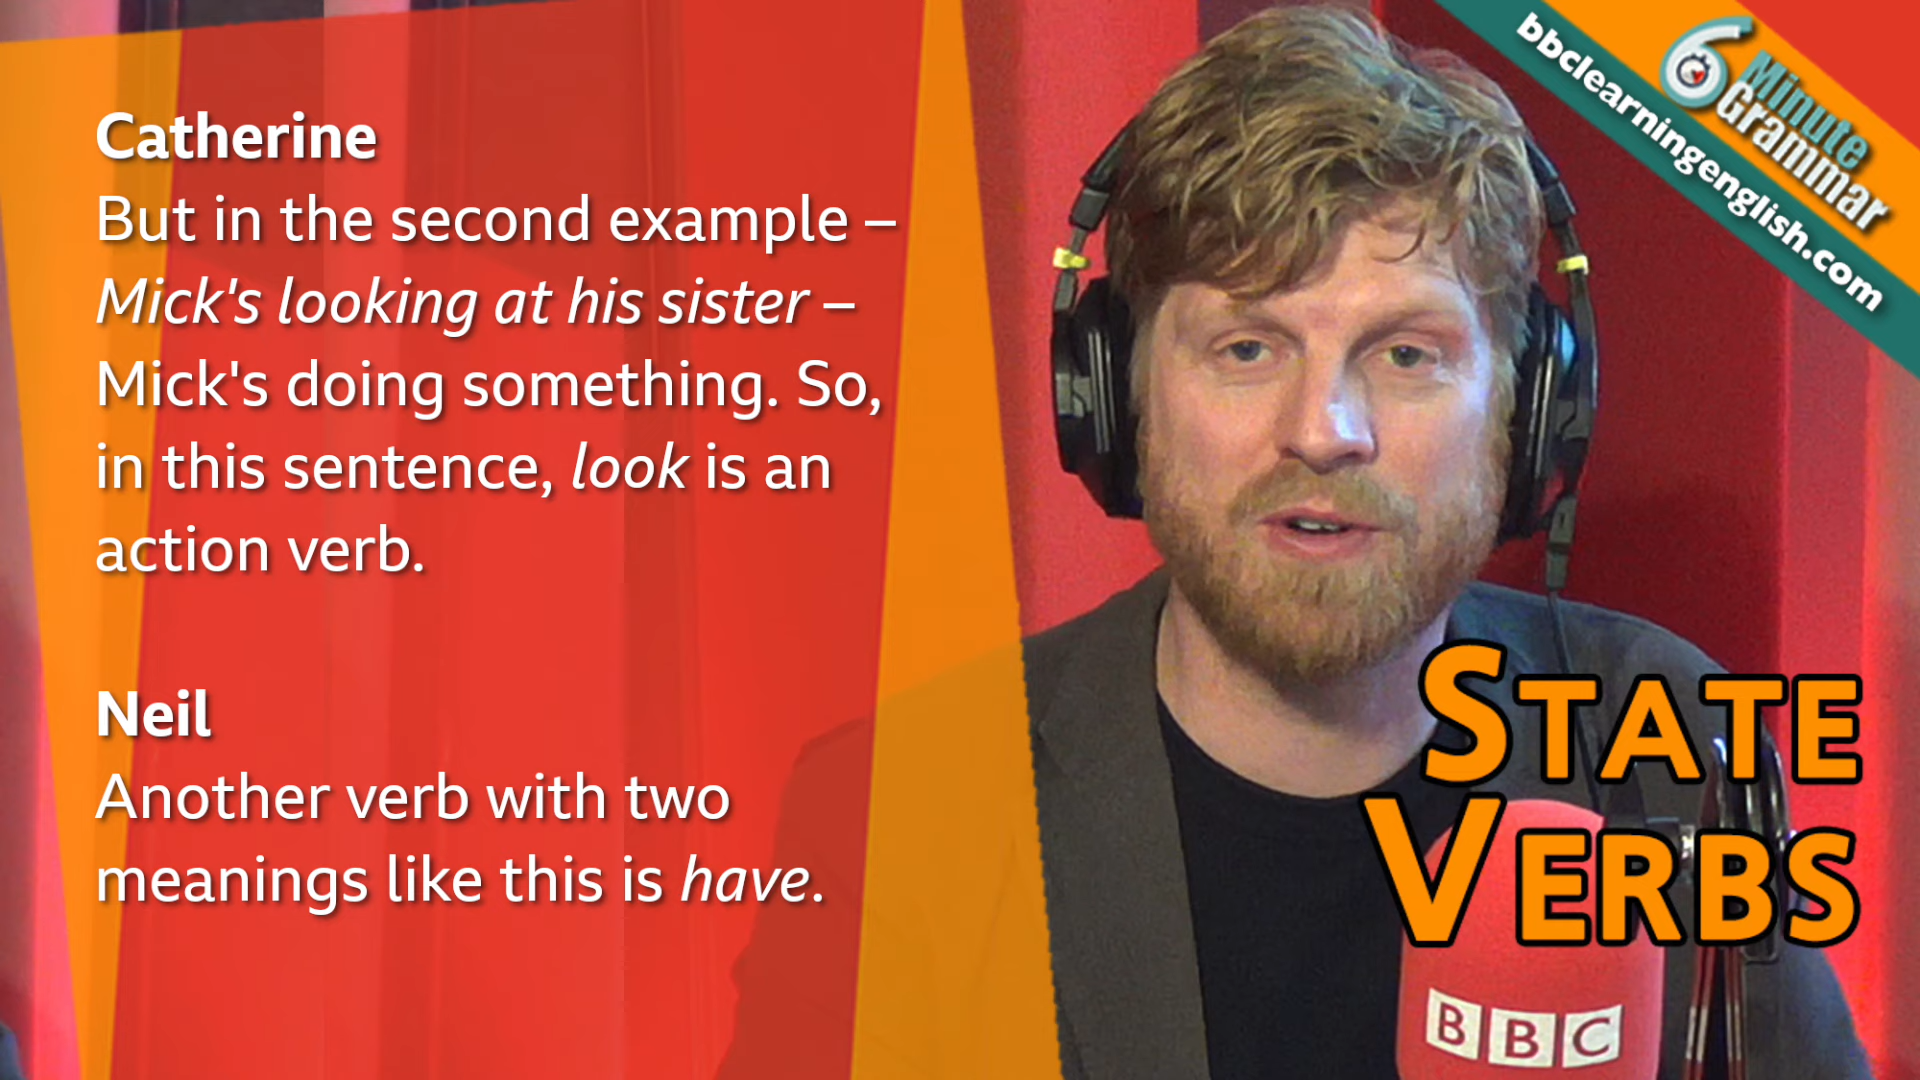 Catherine
But in the second example –
Mick's looking at his sister –
Mick's doing something. So,
in this sentence, look is an
action verb.
Neil
Another verb with two
meanings like this is have.
bbclearningenglish.com
6 Minute
Grammar
STATE
VERBS
BBC